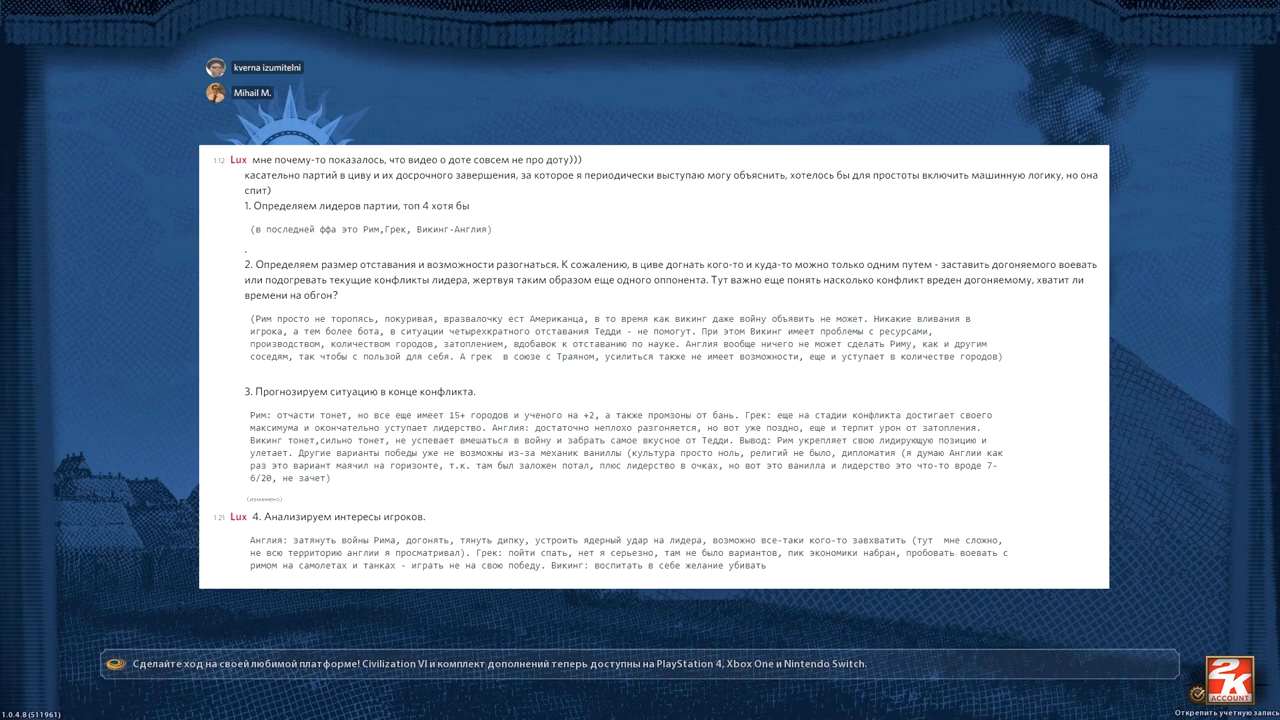 kverna izumitelni
Mihail M.
1:12 Lux мне почему-то показалось, что видео о доте совсем не про доту)))
касательно партий в циву и их досрочного завершения, за которое я периодически выступаю могу объяснить, хотелось бы для простоты включить машинную логику, но она
спит)
1. Определяем лидеров партии, топ 4 хотя бы
(в последней ффа это Рим,Грек, Викинг-Англия)
.
2. Определяем размер отставания и возможности разогнаться. К сожалению, в циве догнать кого-то и куда-то можно только одним путем - заставить догоняемого воевать
или подогревать текущие конфликты лидера, жертвуя таким образом еще одного оппонента. Тут важно еще понять насколько конфликт вреден догоняемому, хватит ли
времени на обгон?
(Рим просто не торопясь, покуривая, вразвалочку ест Американца, в то время как викинг даже войну объявить не может. Никакие вливания в
игрока, а тем более бота, в ситуации четырехкратного отставания Тедди - не помогут. При этом Викинг имеет проблемы с ресурсами,
производством, количеством городов, затоплением, вдобавок к отставанию по науке. Англия вообще ничего не может сделать Риму, как и другим
соседям, так чтобы с пользой для себя. А грек в союзе с Траяном, усилиться также не имеет возможности, еще и уступает в количестве городов)
3. Прогнозируем ситуацию в конце конфликта.
Рим: отчасти тонет, но все еще имеет 15+ городов и ученого на +2, а также промзоны от бань. Грек: еще на стадии конфликта достигает своего
максимума и окончательно уступает лидерство. Англия: достаточно неплохо разгоняется, но вот уже поздно, еще и терпит урон от затопления.
Викинг тонет,сильно тонет, не успевает вмешаться в войну и забрать самое вкусное от Тедди. Вывод: Рим укрепляет свою лидирующую позицию и
улетает. Другие варианты победы уже не возможны из-за механик ваниллы (культура просто ноль, религий не было, дипломатия (я думаю Англии как
раз это вариант маячил на горизонте, т.к. там был заложен потал, плюс лидерство в очках, но вот это ванилла и лидерство это что-то вроде 7-
6/20, не зачет)
(изменено)
1:21 Lux 4. Анализируем интересы игроков.
Англия: затянуть войны Рима, догонять, тянуть дипку, устроить ядерный удар на лидера, возможно все-таки кого-то завхватить (тут мне сложно,
не всю территорию англии я просматривал). Грек: пойти спать, нет я серьезно, там не было вариантов, пик экономики набран, пробовать воевать с
римом на самолетах и танках - играть не на свою победу. Викинг: воспитать в себе желание убивать
Сделайте ход на своей любимой платформе! Civilization VI и комплект дополнений теперь доступны на PlayStation 4, Xbox One и Nintendo Switch.
2K
ACCOUNT
1.0.4.8 (511961)
Открепить учетную запись